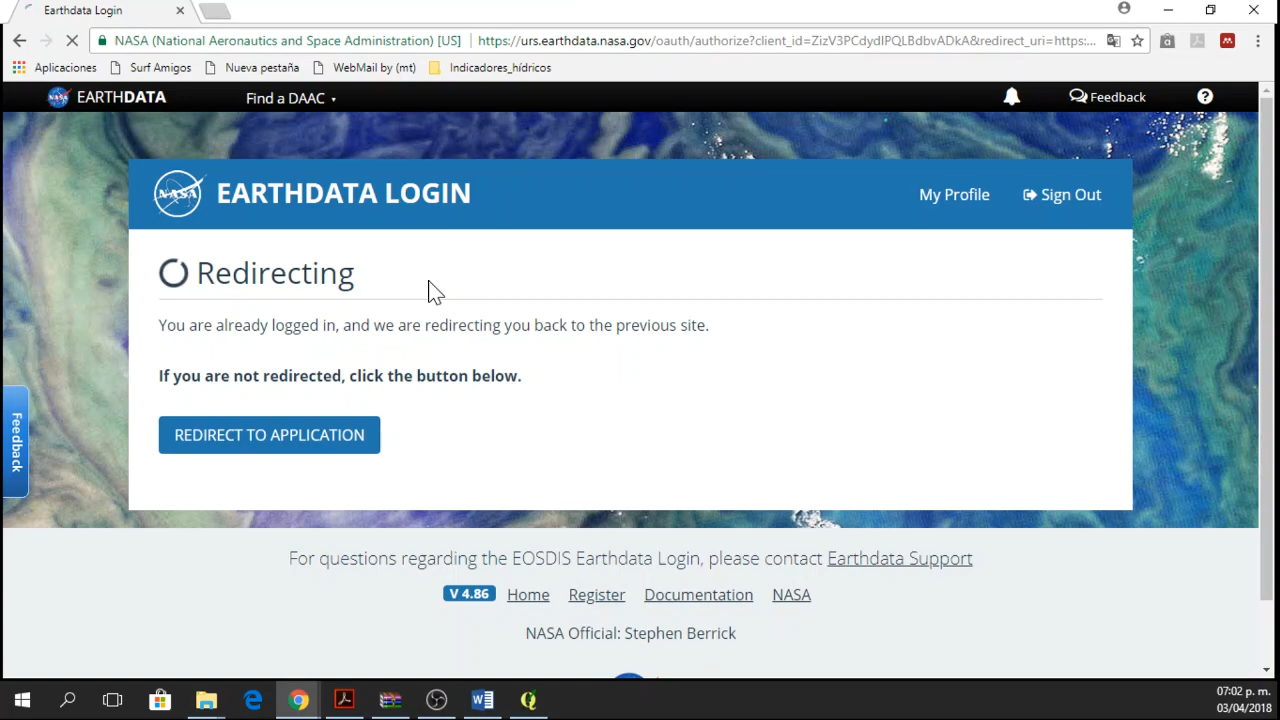 Earthdata Login
NASA (National Aeronautics and Space Administration) [US] https://urs.earthdata.nasa.gov/oauth/authorize?client_id=ZizV3PCdydIPQLBdbvADkA&redirect_uri=https:...
Aplicaciones Surf Amigos Nueva pestaña WebMail by (mt) Indicadores_hídricos
EARTHDATA Find a DAAC Feedback
NASA EARTHDATA LOGIN My Profile Sign Out
Redirecting
You are already logged in, and we are redirecting you back to the previous site.
If you are not redirected, click the button below.
Feedback
REDIRECT TO APPLICATION
For questions regarding the EOSDIS Earthdata Login, please contact Earthdata Support
V 4.86 Home Register Documentation NASA
NASA Official: Stephen Berrick
07:02 p. m.
03/04/2018